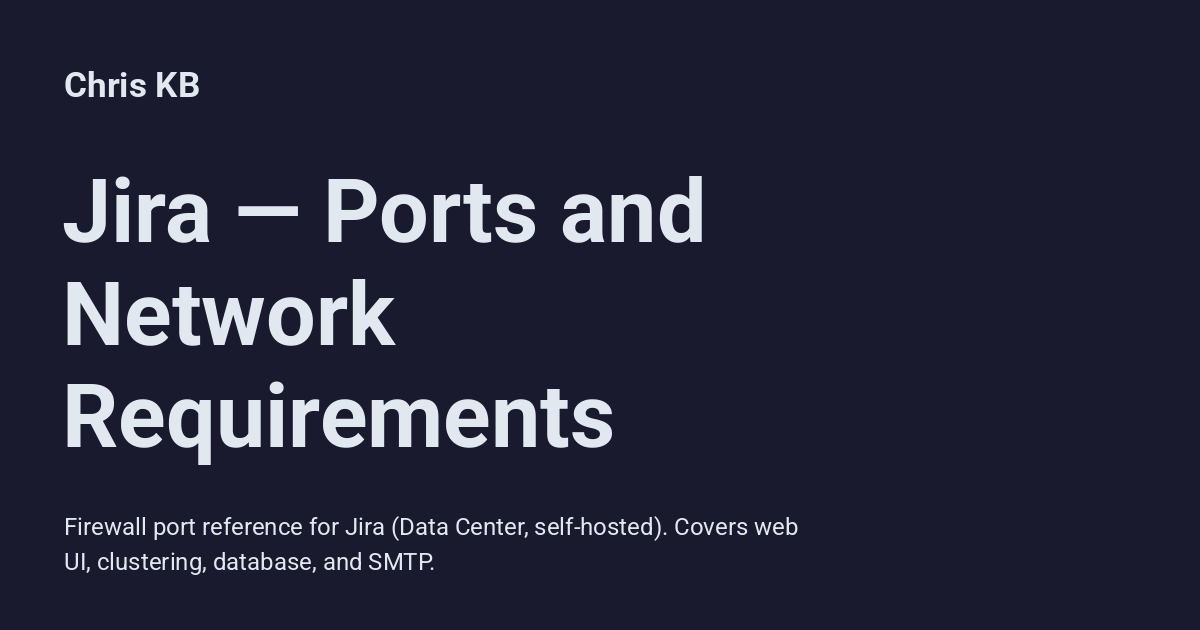 Chris KB
Jira — Ports and
Network
Requirements
Firewall port reference for Jira (Data Center, self-hosted). Covers web
UI, clustering, database, and SMTP.